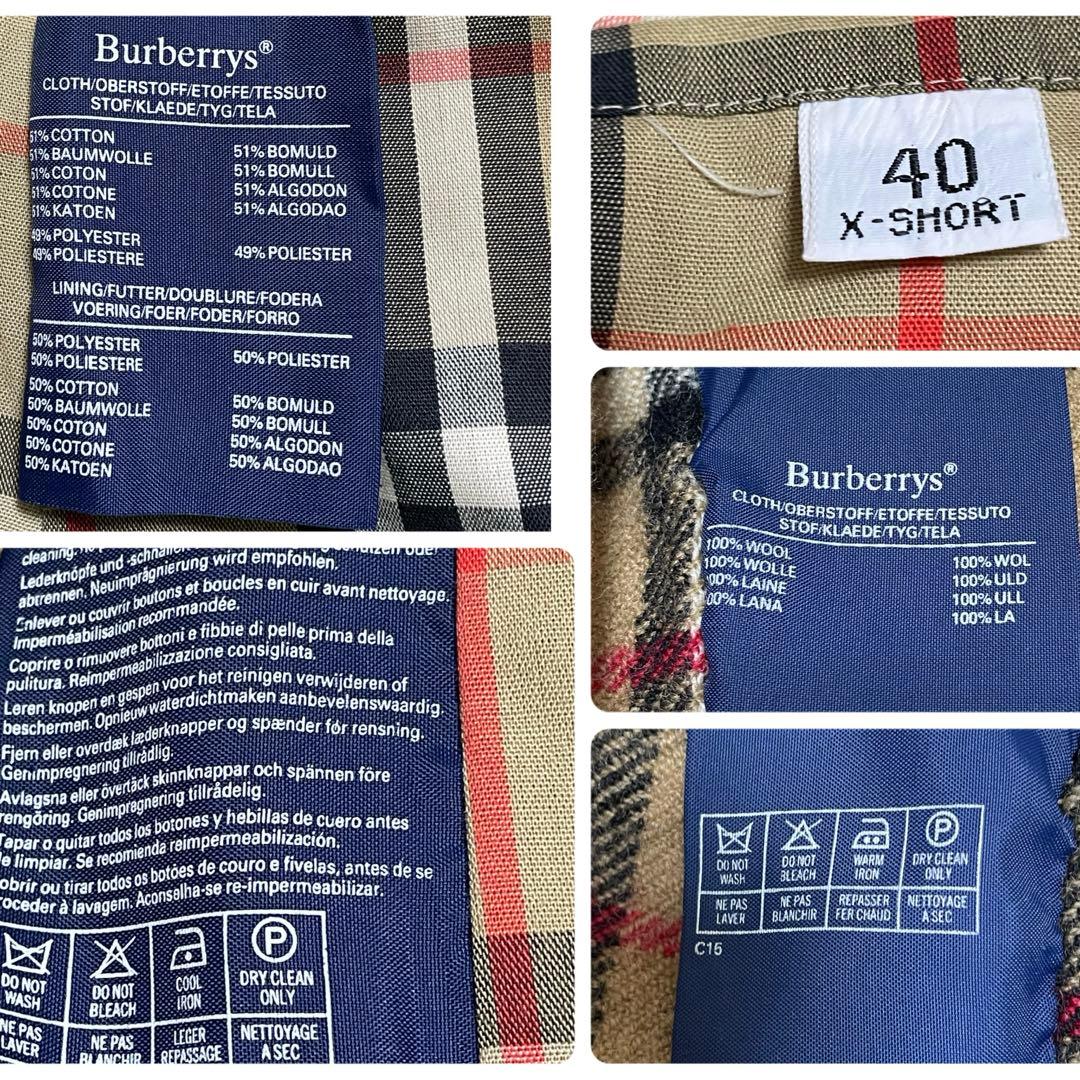 Burberrys®
CLOTH/OBERSTOFF/ETOFFE/TESSUTO
STOF/KLAEDE/TYG/TELA
51% COTTON
51% BAUMWOLLE
51% COTON
51% COTONE
51% KATOEN
51% BOMULD
51% BOMULL
51% ALGODON
51% ALGODAO
49% POLYESTER
49% POLIESTERE
49% POLIESTER
LINING/FUTTER/DOUBLURE/FODERA
VOERING/FOER/FODER/FORRO
50% POLYESTER
50% POLIESTERE
50% POLIESTER
50% COTTON
50% BAUMWOLLE
50% COTON
50% COTONE
50% KATOEN
50% BOMULD
50% BOMULL
50% ALGODON
50% ALGODAO
40
X-SHORT
Burberrys®
CLOTH/OBERSTOFF/ETOFFE/TESSUTO
STOF/KLAEDE/TYG/TELA
100% WOOL
100% WOLLE
00% LAINE
00% LANA
100% WOL
100% ULD
100% ULL
100% LA
cleaning.
Lederknöpfe und
abtrennen. Neuimprägnierung wird empfohlen.
Enlever ou couvrir boutons et boucles en cuir avant nettoyage.
Imperméabilisation recommandée.
Coprire o rimuovere bottoni e fibbie di pelle prima della
pulitura. Reimpermeabilizzazione consigliata.
Leren knopen en gespen voor het reinigen verwijderen of
beschermen. Opnieuw waterdichtmaken aanbevelenswaardig.
Fjern eller overdæk læderknapper og spænder før rensning.
Genimpregnering tilrådlig.
Avlagsna eller övertäck skinnknappar och spännen före
rengöring. Genimpregnering tillrådelig.
Tapar o quitar todos los botones y hebillas de cuero antes
de limpiar. Se recomienda reimpermeabilización.
obrir ou tirar todos os botões de couro e fivelas, antes de se
roceder à lavagem. Aconselha-se re-impermeabilizar.
DO NOT
WASH
DO NOT
BLEACH
COOL
IRON
P
DRY CLEAN
ONLY
NE PAS
LAVER
NE PAS
BLANCHIR
LEGER
REPASSAGE
NETTOYAGE
A SEC
DO NOT
WASH
DO NOT
BLEACH
WARM
IRON
P
DRY CLEAN
ONLY
NE PAS
LAVER
NE PAS
BLANCHIR
REPASSER
FER CHAUD
NETTOYAGE
A SEC
C15